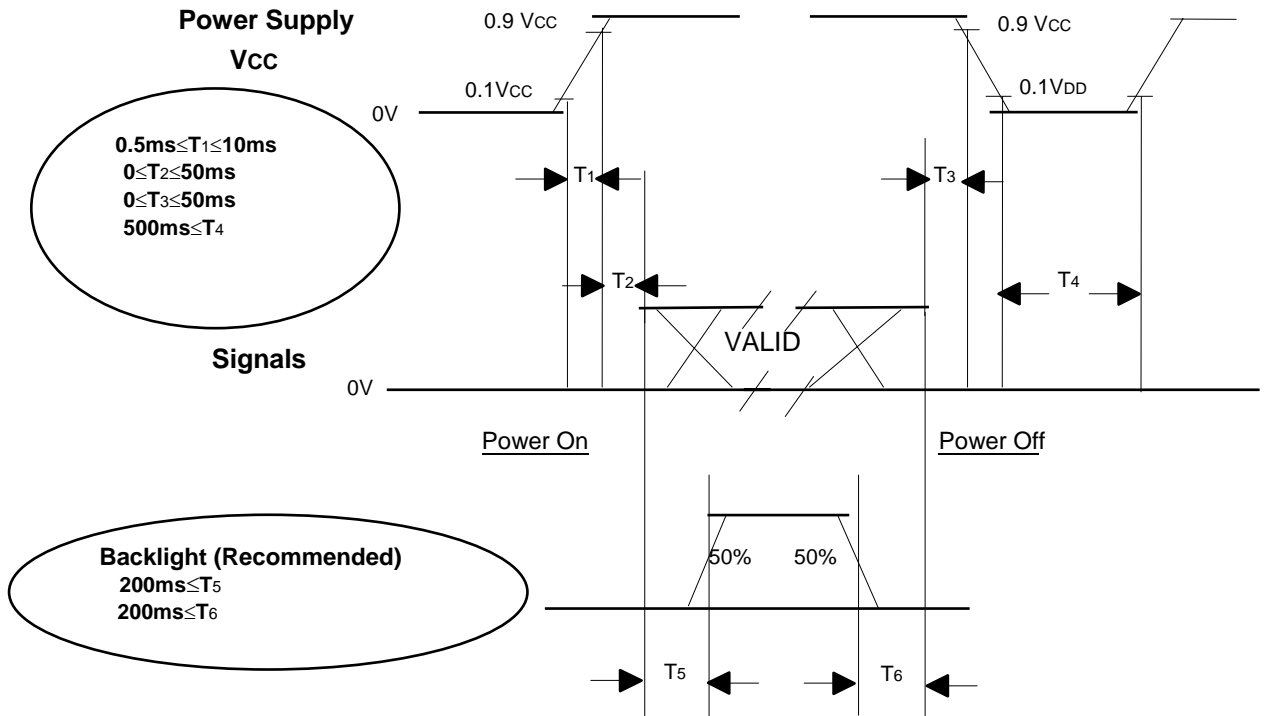 Power Supply
VCC
0.9 VCC
0.9 VCC
0.1VCC
0.1VDD
0V
0.5ms≤T1≤10ms
0≤T2≤50ms
0≤T3≤50ms
500ms≤T4
T1
T3
T2
T4
VALID
Signals
0V
Power On
Power Off
Backlight (Recommended)
200ms≤T5
200ms≤T6
50%
50%
T5
T6